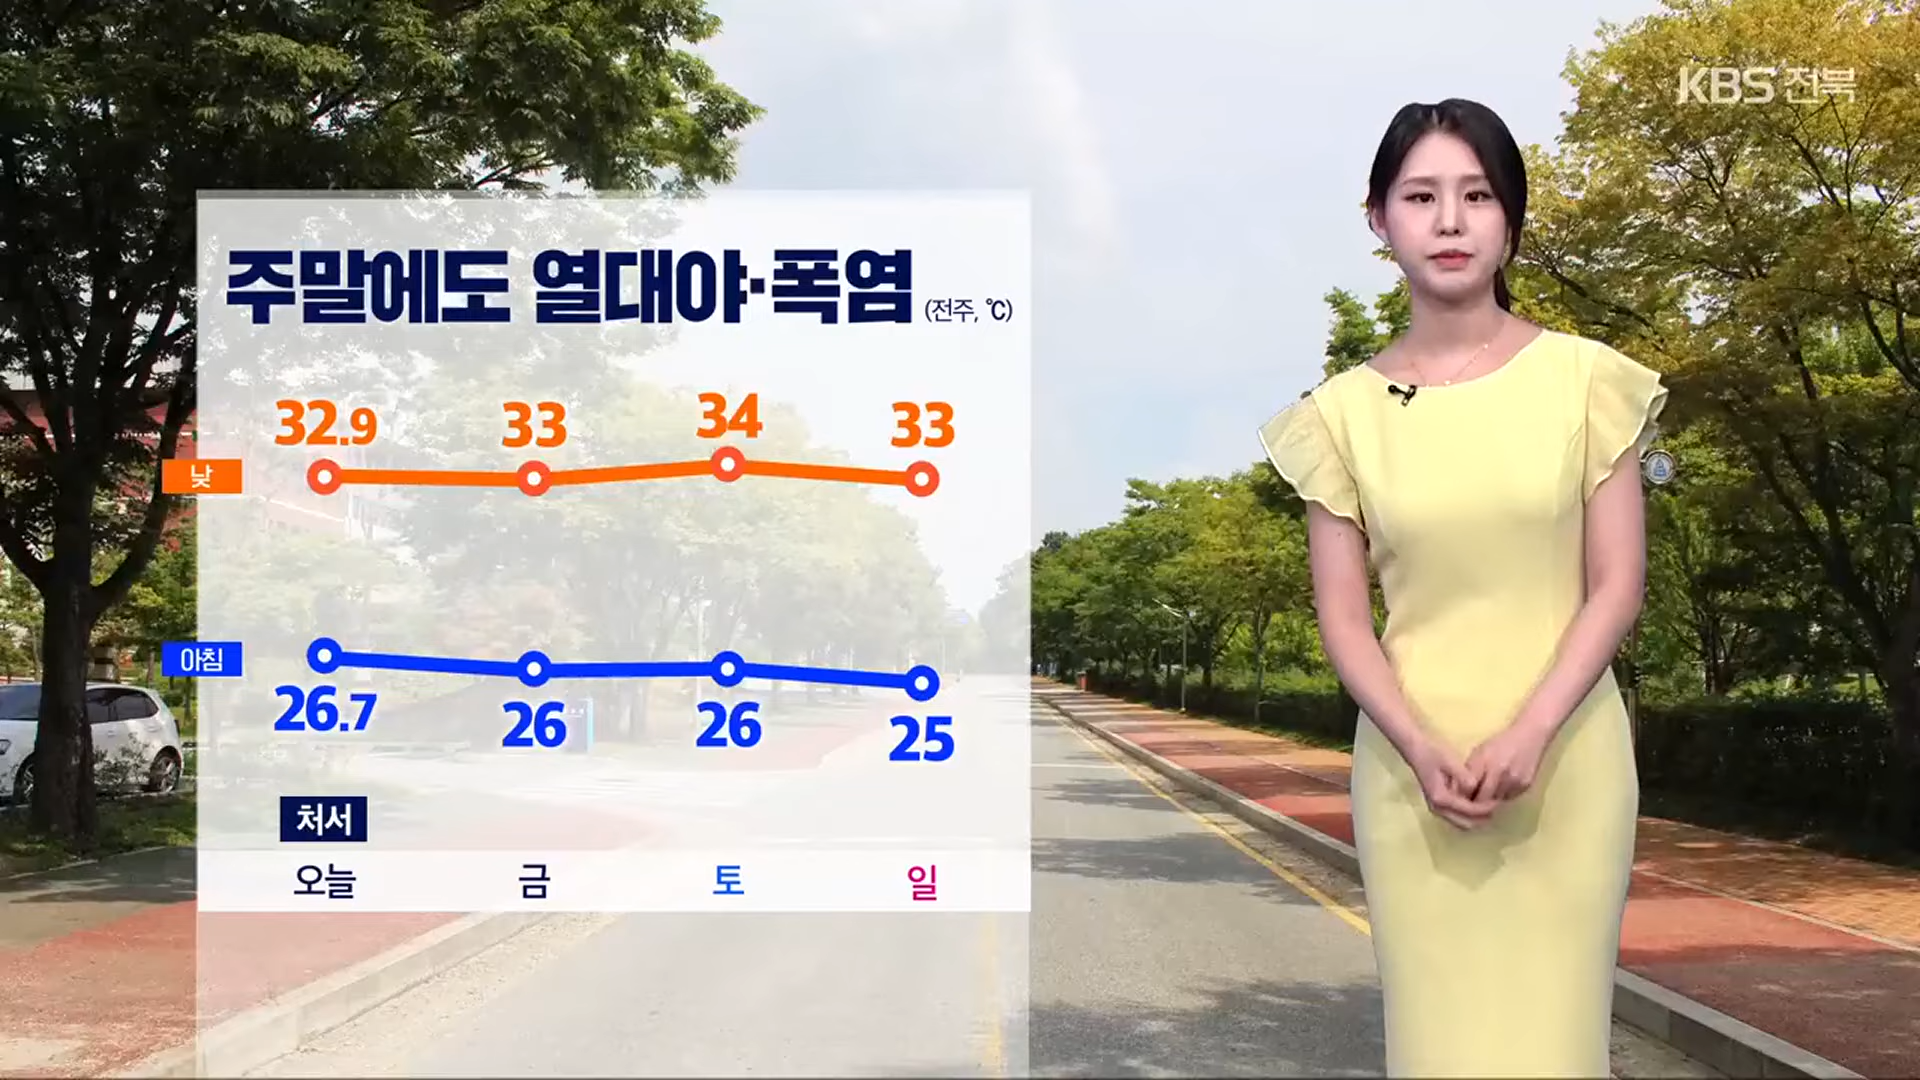 KBS 전북
주말에도 열대야·폭염 (전주, ℃)
32.9 33 34 33
낮
아침
26.7 26 26 25
처서
오늘 금 토 일